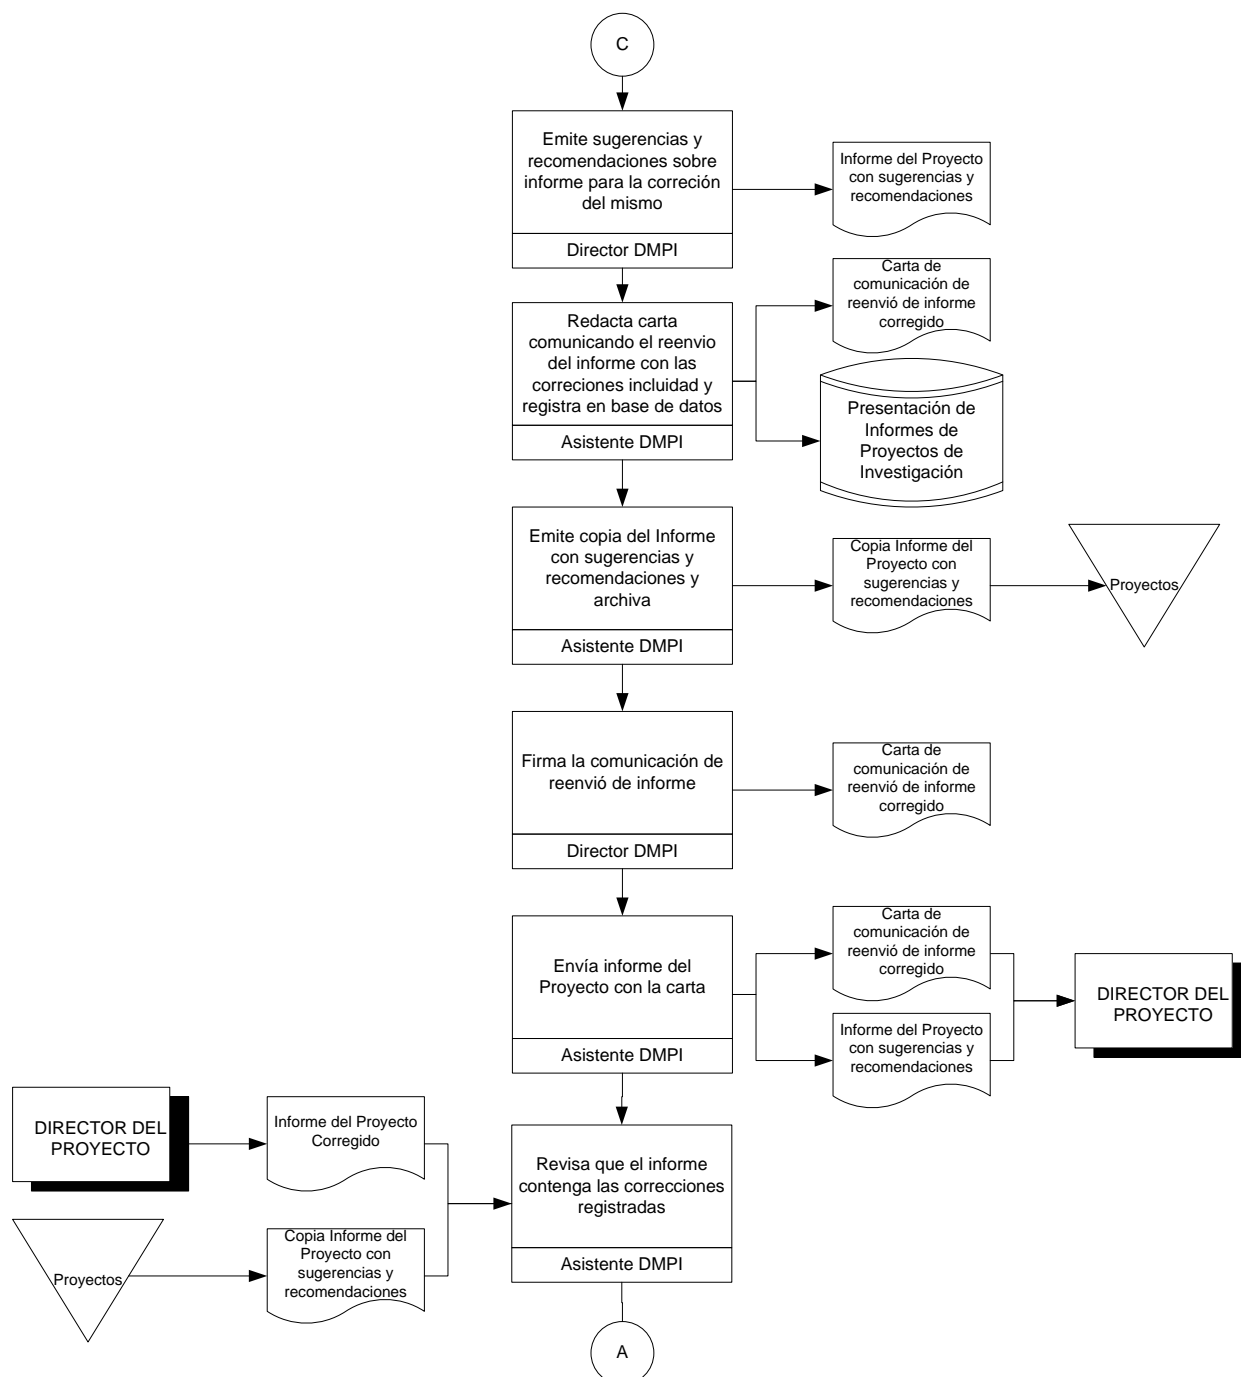 C
Emite sugerencias y
recomendaciones sobre
informe para la correción
del mismo
Director DMPI
Informe del Proyecto
con sugerencias y
recomendaciones
Redacta carta
comunicando el reenvio
del informe con las
correciones incluidad y
registra en base de datos
Asistente DMPI
Carta de
comunicación de
reenvió de informe
corregido
Presentación de
Informes de
Proyectos de
Investigación
Emite copia del Informe
con sugerencias y
recomendaciones y
archiva
Asistente DMPI
Copia Informe del
Proyecto con
sugerencias y
recomendaciones
Proyectos
Firma la comunicación de
reenvió de informe
Director DMPI
Carta de
comunicación de
reenvió de informe
corregido
Envía informe del
Proyecto con la carta
Asistente DMPI
Carta de
comunicación de
reenvió de informe
corregido
Informe del Proyecto
con sugerencias y
recomendaciones
DIRECTOR DEL
PROYECTO
DIRECTOR DEL
PROYECTO
Informe del Proyecto
Corregido
Proyectos
Copia Informe del
Proyecto con
sugerencias y
recomendaciones
Revisa que el informe
contenga las correcciones
registradas
Asistente DMPI
A